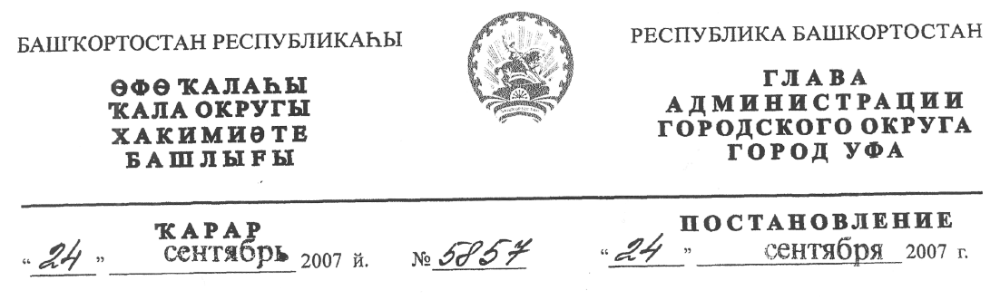 БАШҠОРТОСТАН РЕСПУБЛИКАҺЫ
ӨФӨ ҠАЛАҺЫ
ҠАЛА ОКРУГЫ
ХАКИМИӘТЕ
БАШЛЫҒЫ
РЕСПУБЛИКА БАШКОРТОСТАН
ГЛАВА
АДМИНИСТРАЦИИ
ГОРОДСКОГО ОКРУГА
ГОРОД УФА
ҠАРАР
"24" сентябрь 2007 й.
№ 5857
ПОСТАНОВЛЕНИЕ
"24" сентября 2007 г.